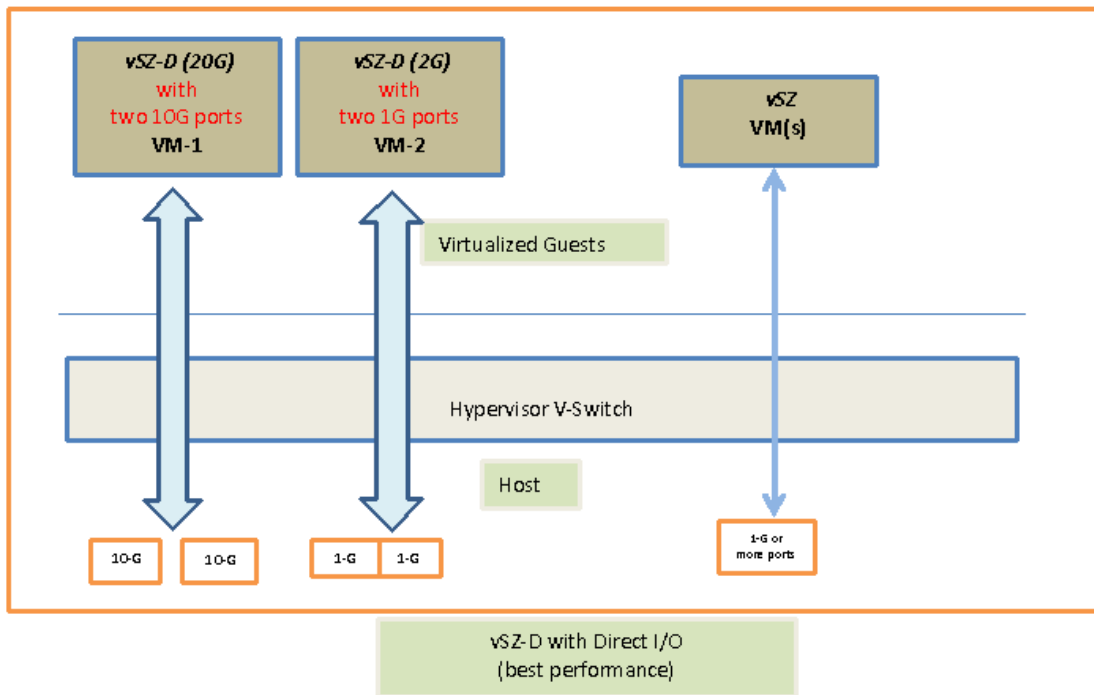 vSZ-D (20G)
with
two 10G ports
VM-1
vSZ-D (2G)
with
two 1G ports
VM-2
vSZ
VM(s)
Virtualized Guests
Hypervisor V-Switch
Host
10-G
10-G
1-G
1-G
1-G or
more ports
vSZ-D with Direct I/O
(best performance)